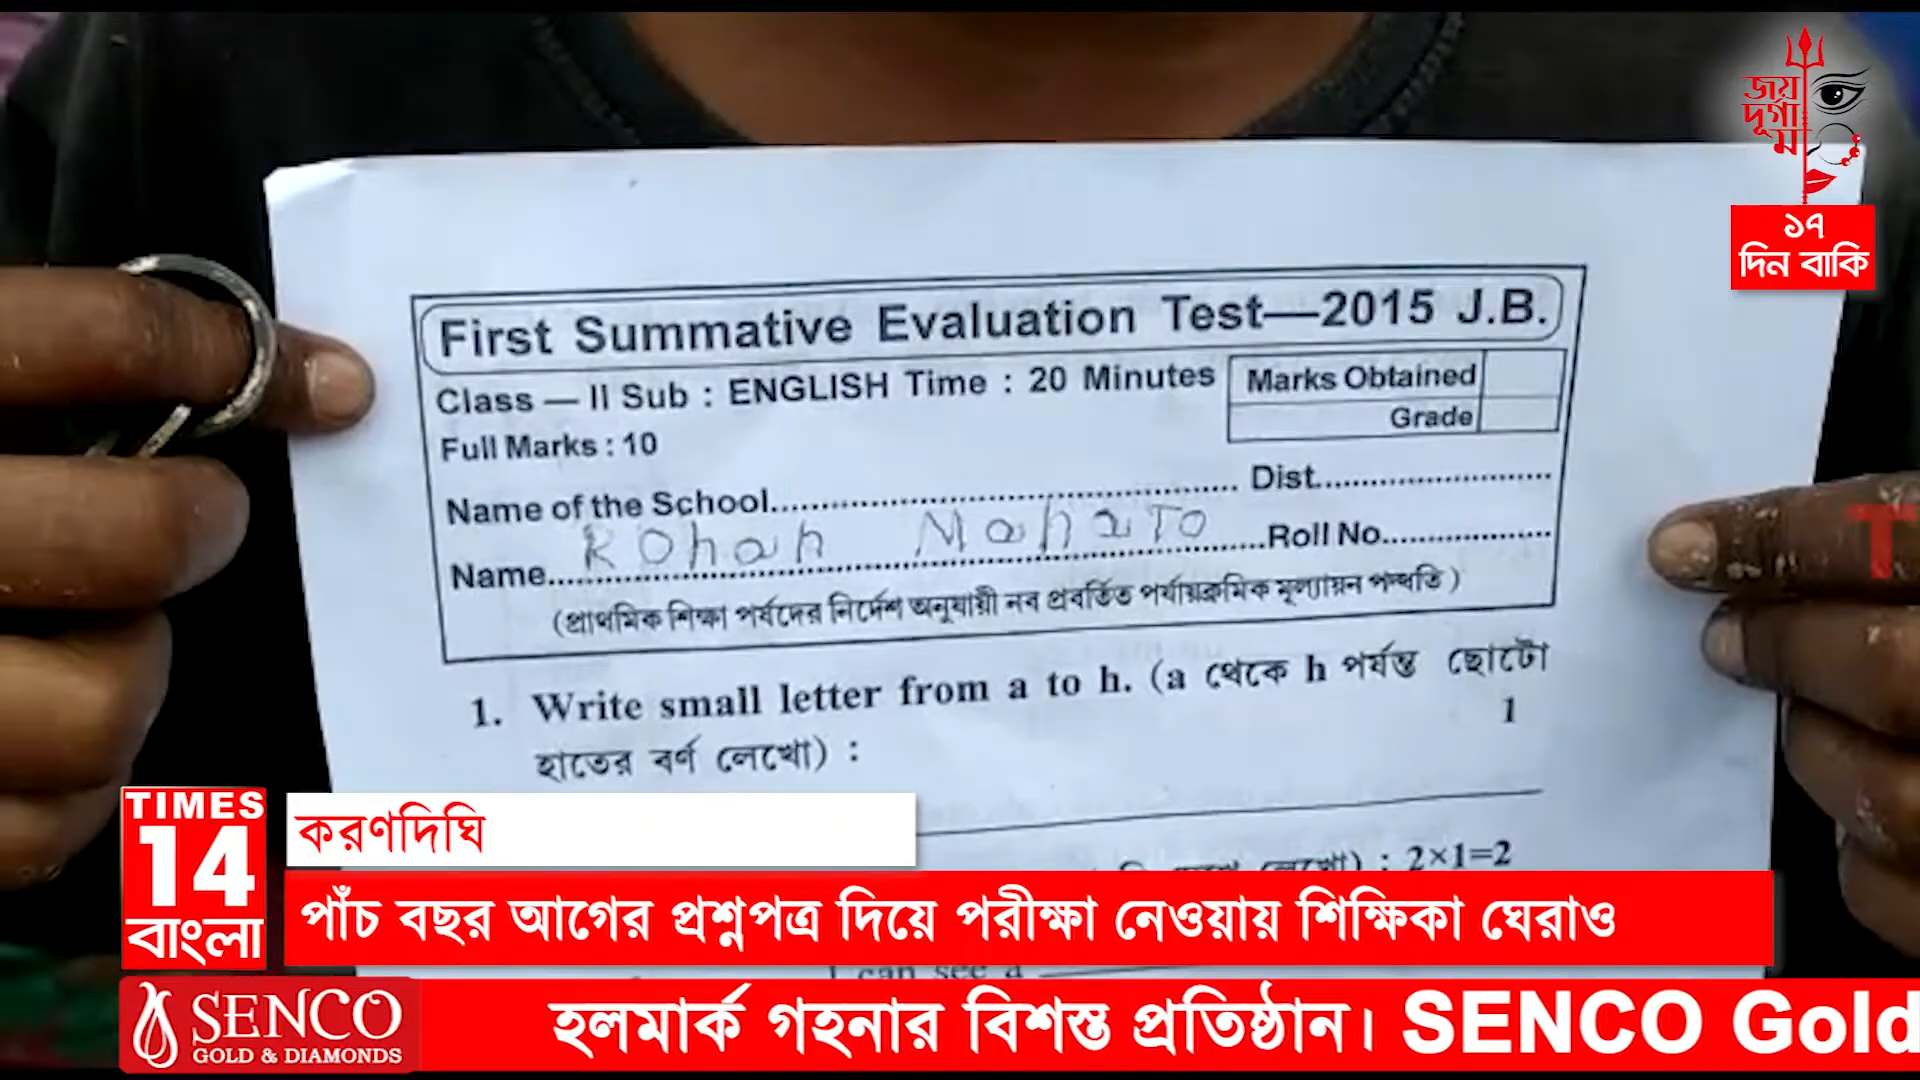 জয়
দুর্গা
মা
১৭
দিন বাকি
First Summative Evaluation Test—2015 J.B.
Class — II Sub : ENGLISH Time : 20 Minutes
Marks Obtained
Grade
Full Marks : 10
Name of the School.......................... Dist..................
Name..........Rohan Mahato..........Roll No..................
(প্রাথমিক শিক্ষা পর্ষদের নির্দেশ অনুযায়ী নব প্রবর্তিত পর্যায়ক্রমিক মূল্যায়ন পদ্ধতি)
1. Write small letter from a to h. (a থেকে h পর্যন্ত ছোটো
হাতের বর্ণ লেখো) : 1
লেখো) : 2×1=2
I can see a
T
TIMES
14
বাংলা
করণদিঘি
পাঁচ বছর আগের প্রশ্নপত্র দিয়ে পরীক্ষা নেওয়ায় শিক্ষিকা ঘেরাও
SENCO
GOLD & DIAMONDS
হলমার্ক গহনার বিশস্ত প্রতিষ্ঠান। SENCO Gold